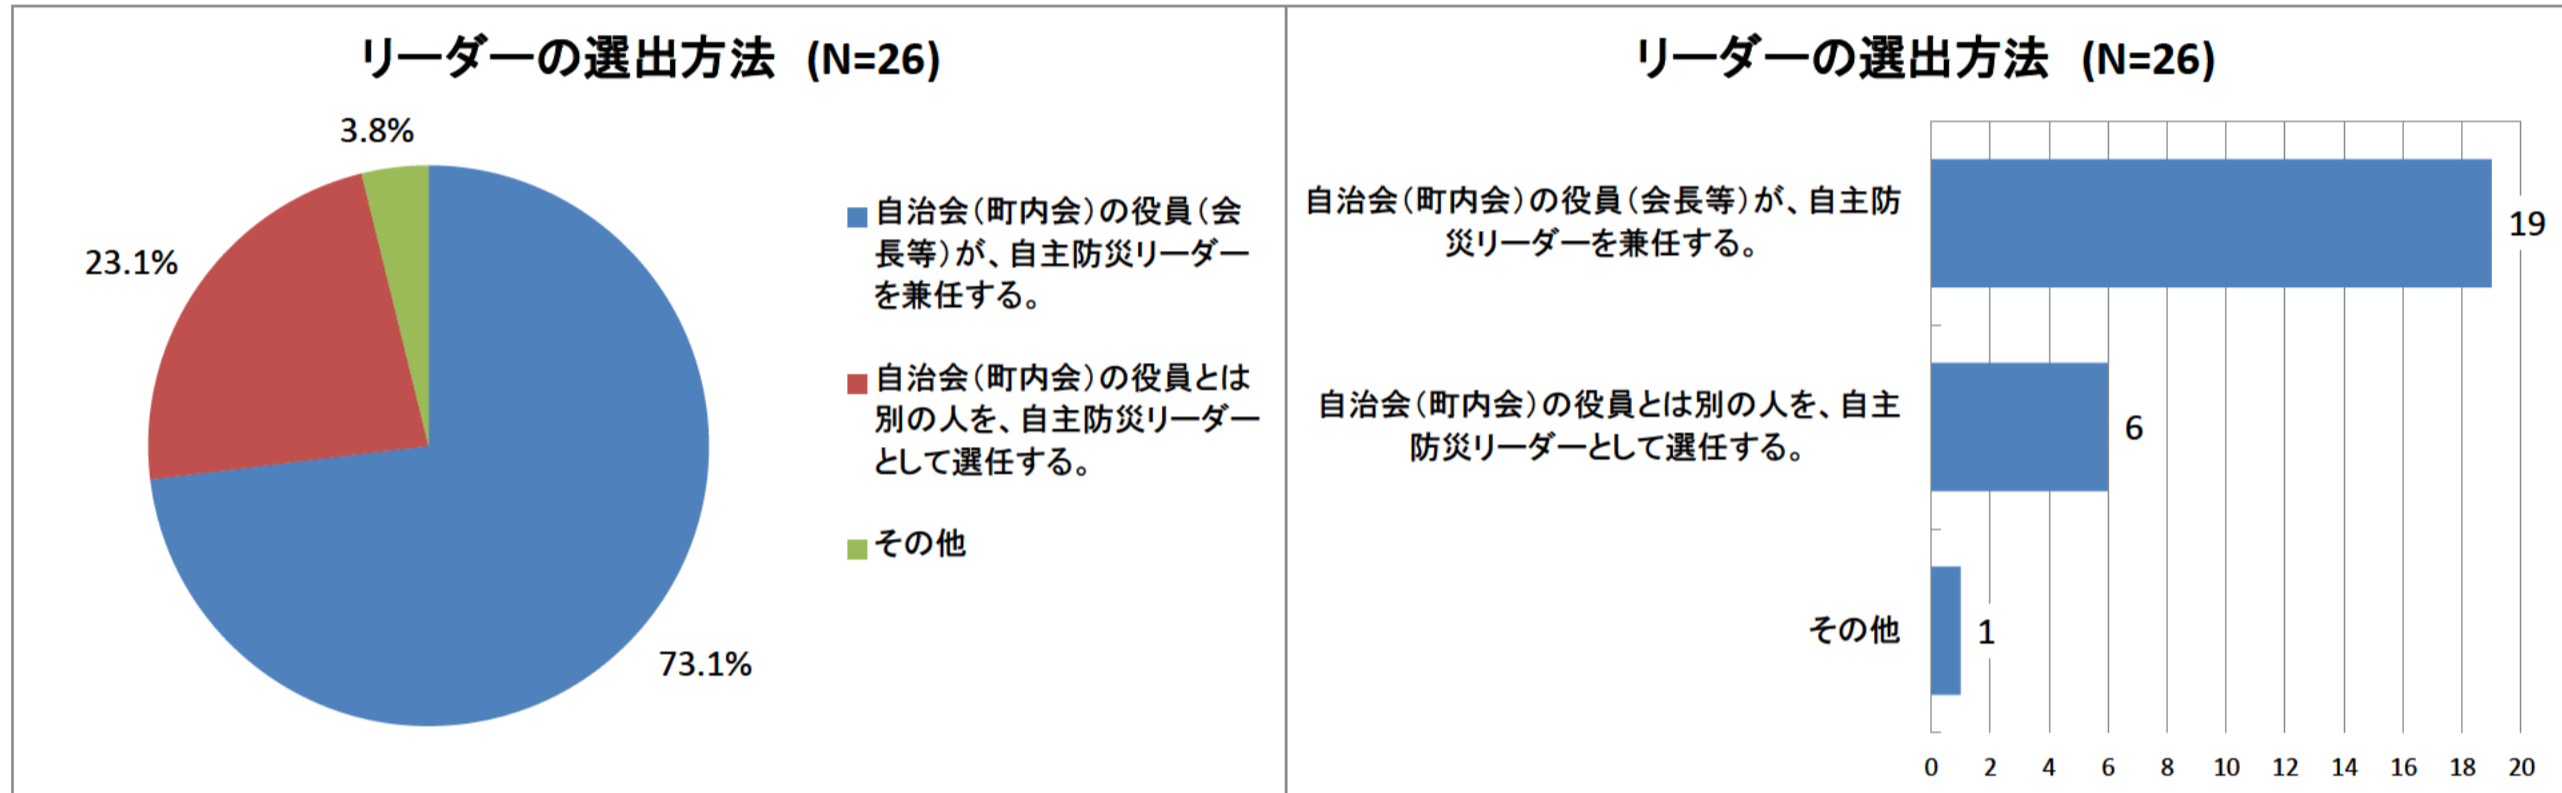 リーダーの選出方法 (N=26)
3.8%
23.1%
73.1%
自治会(町内会)の役員(会
長等)が、自主防災リーダー
を兼任する。
自治会(町内会)の役員とは
別の人を、自主防災リーダー
として選任する。
その他
リーダーの選出方法 (N=26)
自治会(町内会)の役員(会長等)が、自主防
災リーダーを兼任する。
19
自治会(町内会)の役員とは別の人を、自主
防災リーダーとして選任する。
6
その他
1
0 2 4 6 8 10 12 14 16 18 20